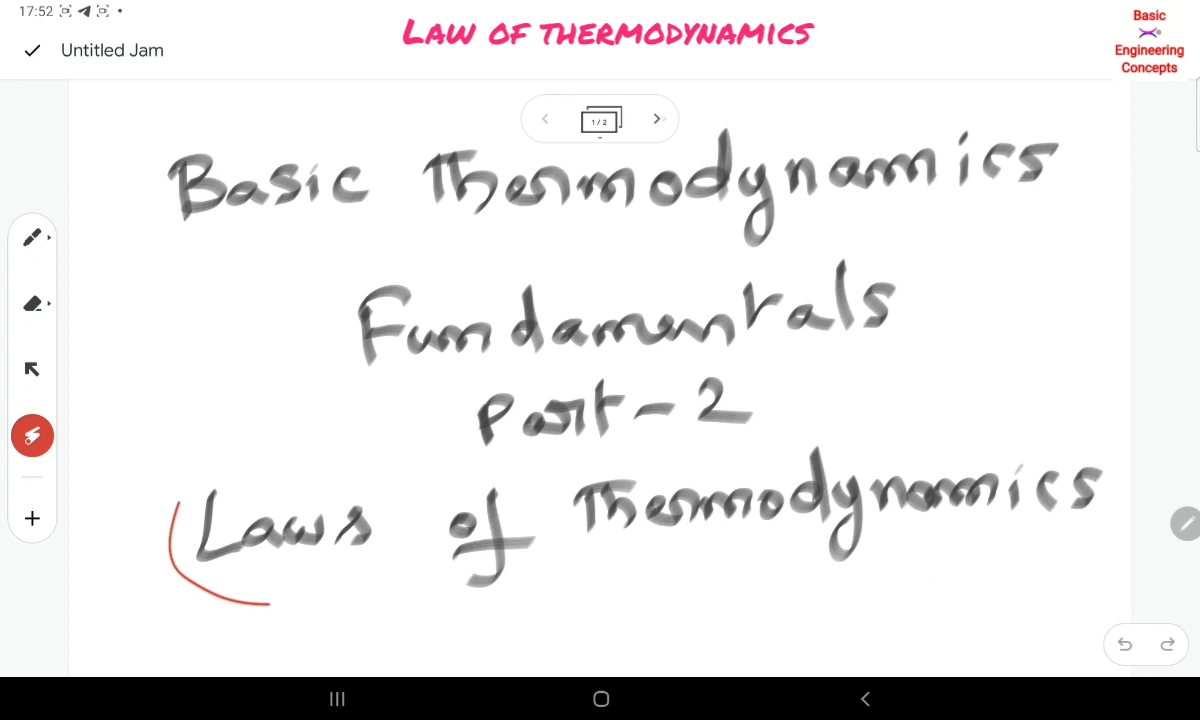 17:52
LAW OF THERMODYNAMICS
Basic
Engineering
Concepts
Untitled Jam
1 / 2
Basic Thermodynamics
Fundamentals
Part-2
Laws of Thermodynamics